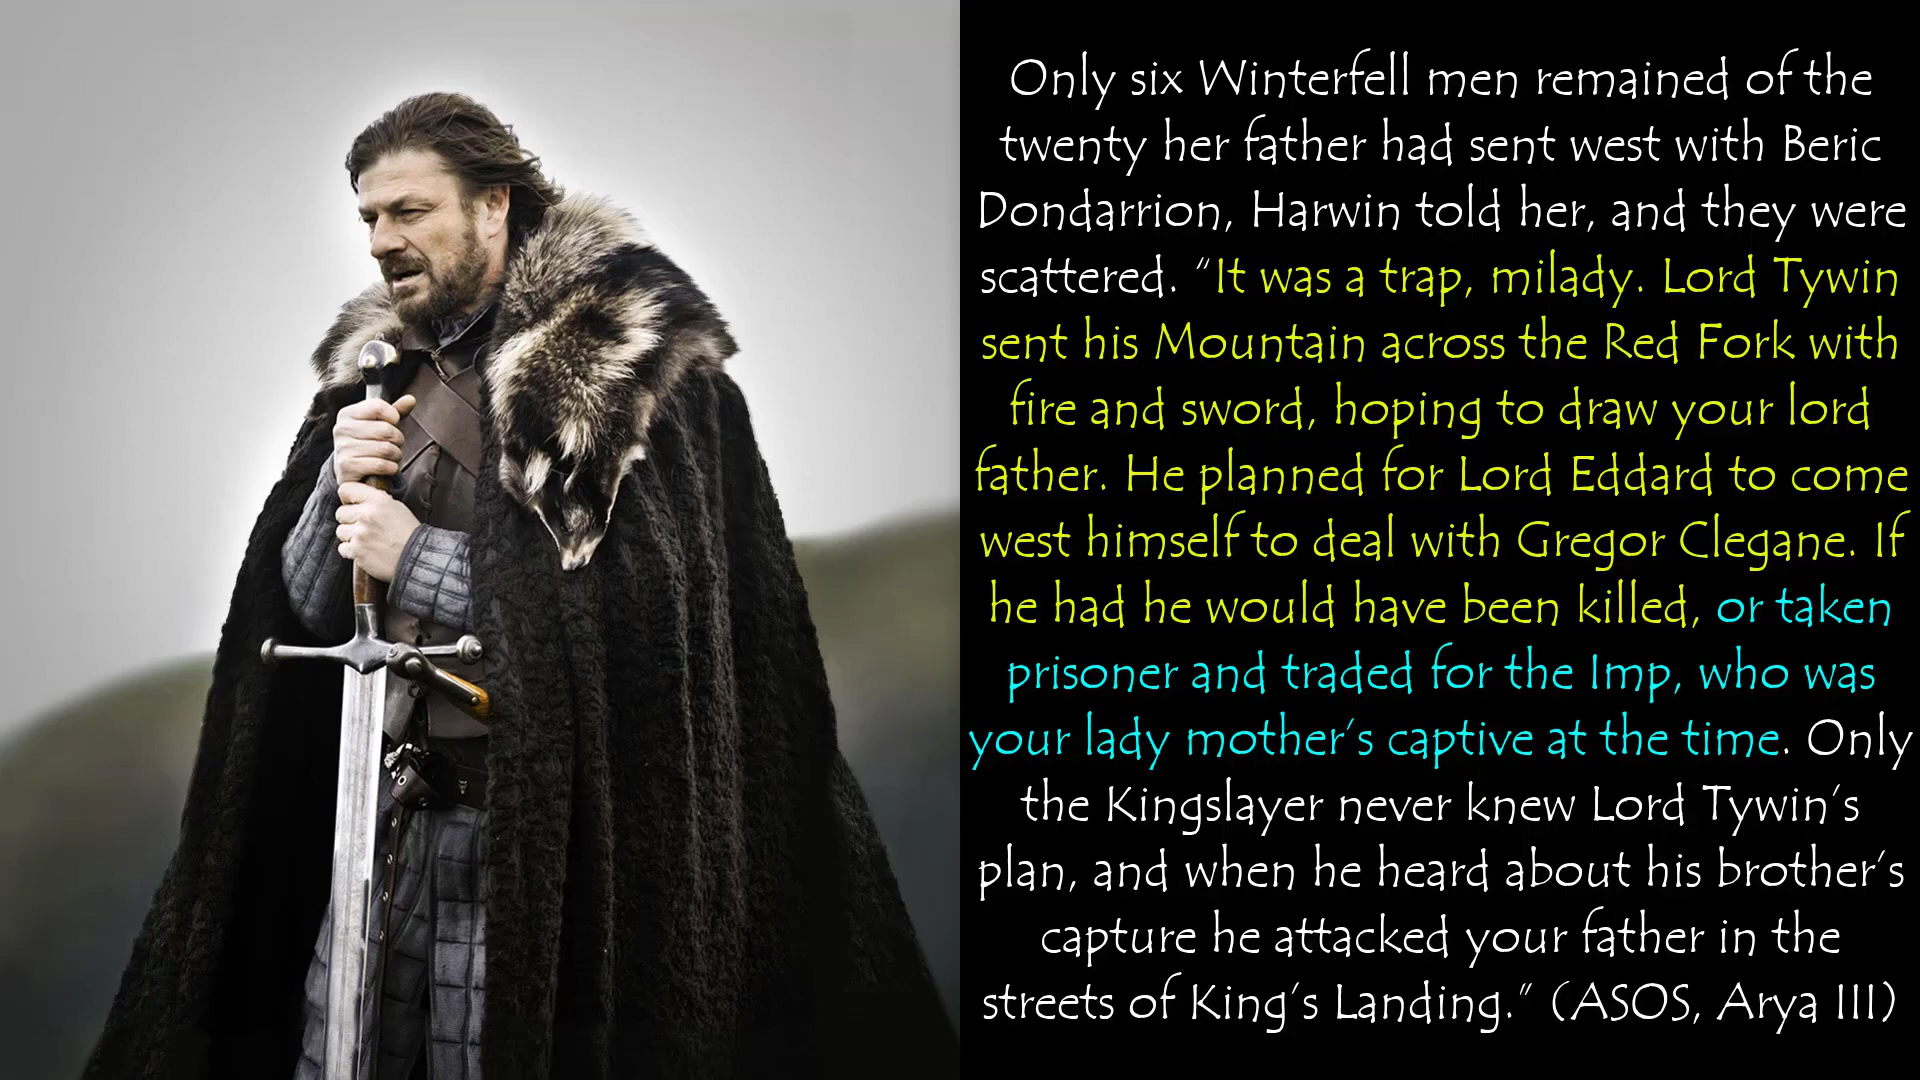 Only six Winterfell men remained of the
twenty her father had sent west with Beric
Dondarrion, Harwin told her, and they were
scattered. “It was a trap, milady. Lord Tywin
sent his Mountain across the Red Fork with
fire and sword, hoping to draw your lord
father. He planned for Lord Eddard to come
west himself to deal with Gregor Clegane. If
he had he would have been killed, or taken
prisoner and traded for the Imp, who was
your lady mother’s captive at the time. Only
the Kingslayer never knew Lord Tywin’s
plan, and when he heard about his brother’s
capture he attacked your father in the
streets of King’s Landing.” (ASOS, Arya III)